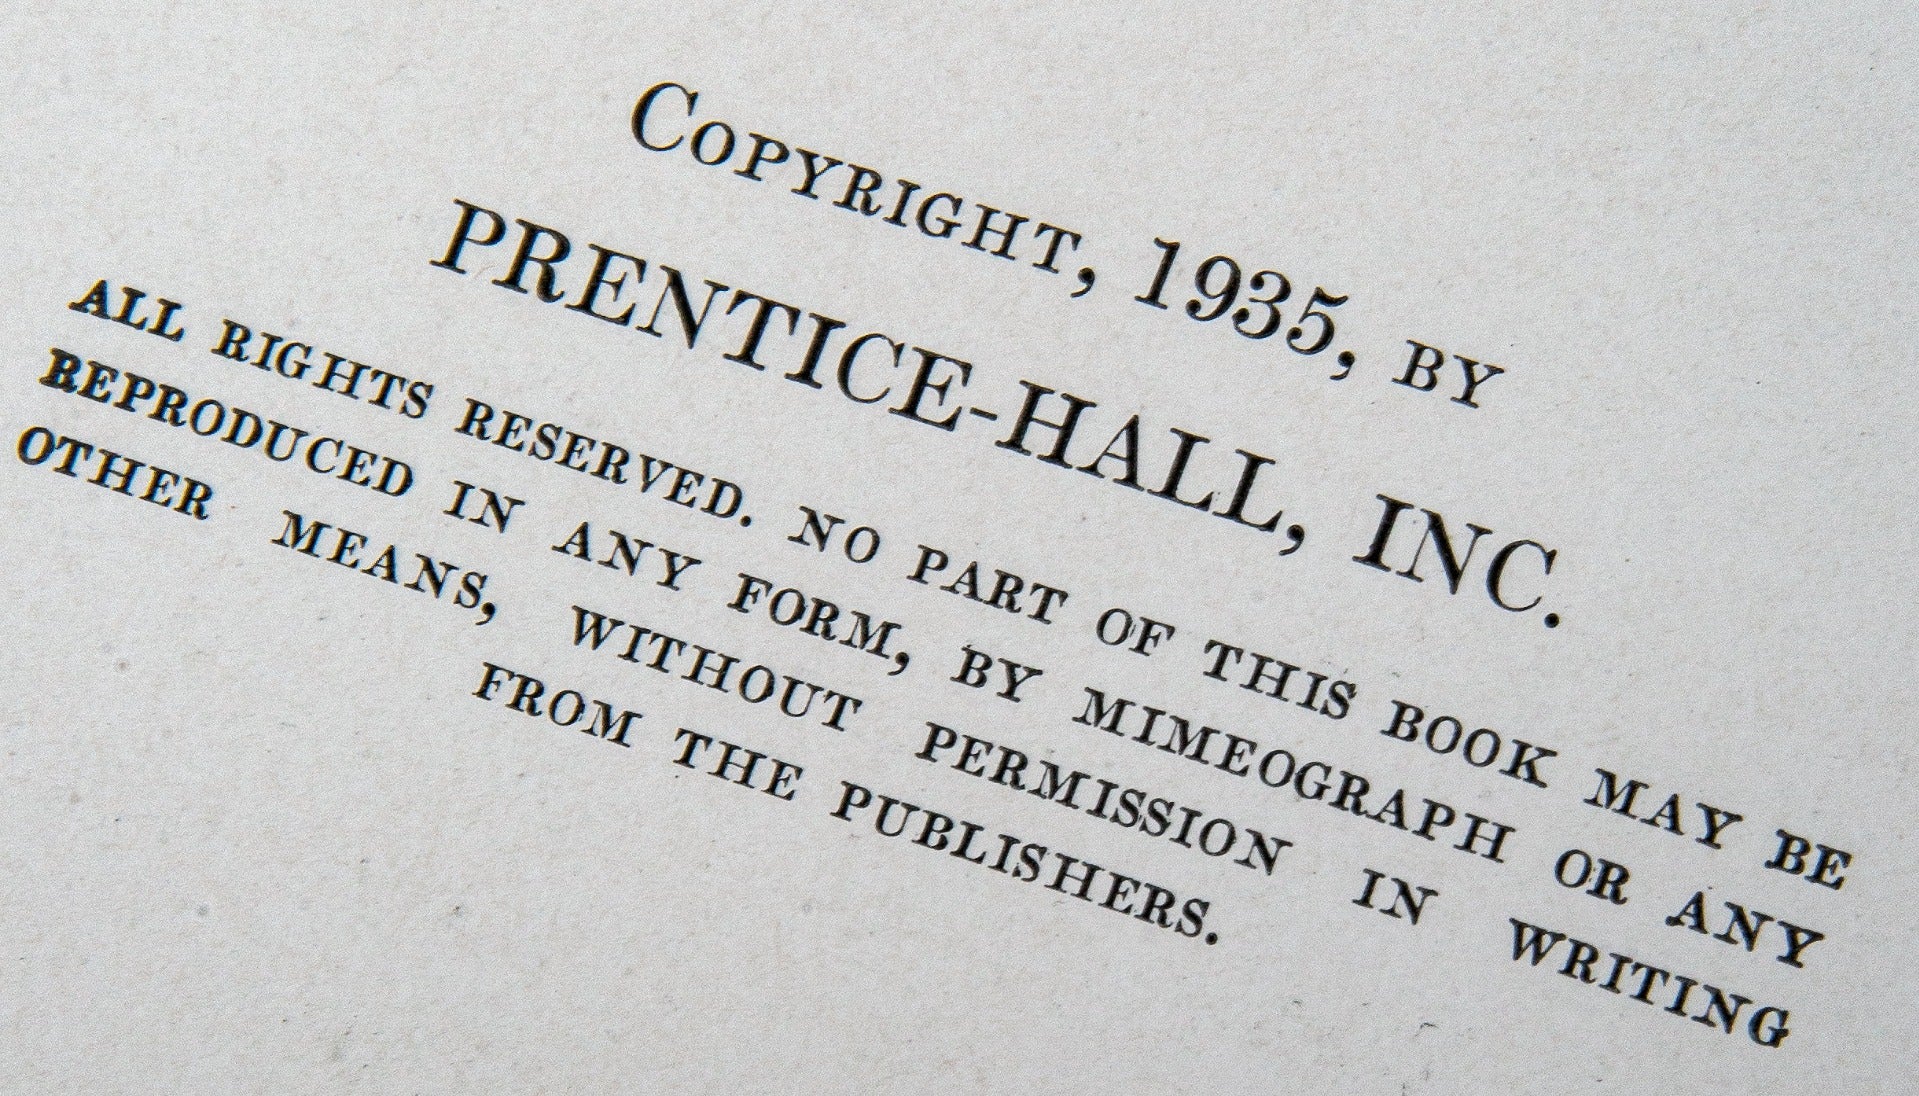 COPYRIGHT, 1935, BY
PRENTICE-HALL, INC.
ALL RIGHTS RESERVED. NO PART OF THIS BOOK MAY BE
REPRODUCED IN ANY FORM, BY MIMEOGRAPH OR ANY
OTHER MEANS, WITHOUT PERMISSION IN WRITING
FROM THE PUBLISHERS.